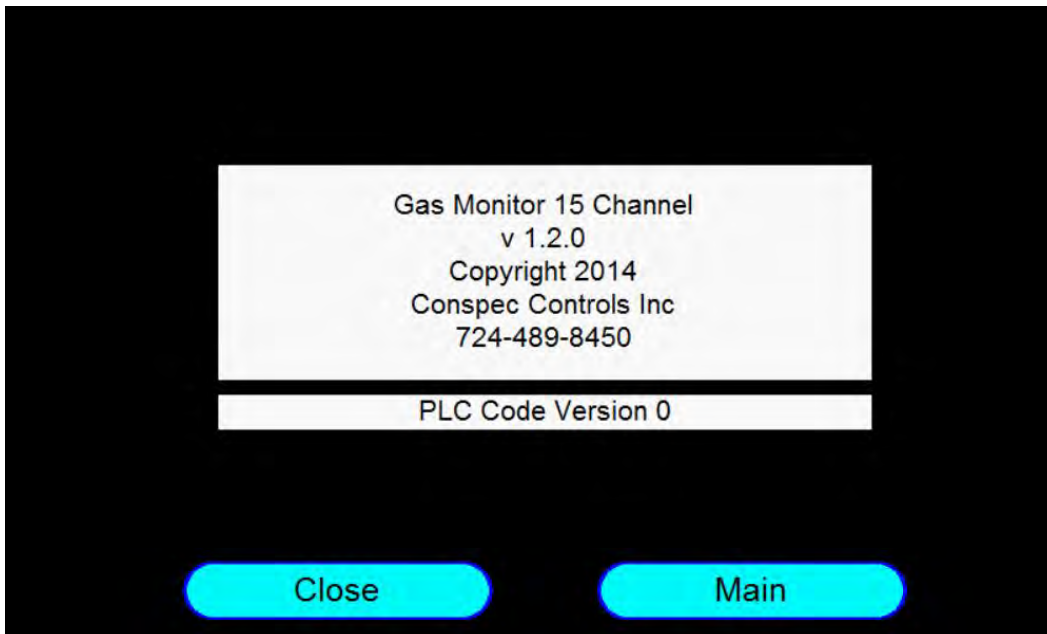 Gas Monitor 15 Channel
v 1.2.0
Copyright 2014
Conspec Controls Inc
724-489-8450
PLC Code Version 0
Close
Main